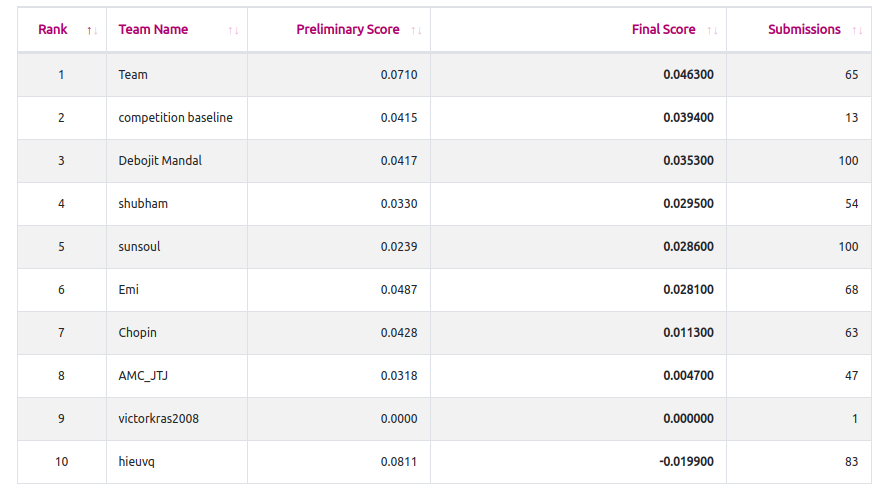 Rank ↑↓ Team Name ↑↓ Preliminary Score ↑↓ Final Score ↑↓ Submissions ↑↓
1 Team 0.0710 0.046300 65
2 competition baseline 0.0415 0.039400 13
3 Debojit Mandal 0.0417 0.035300 100
4 shubham 0.0330 0.029500 54
5 sunsoul 0.0239 0.028600 100
6 Emi 0.0487 0.028100 68
7 Chopin 0.0428 0.011300 63
8 AMC_JTJ 0.0318 0.004700 47
9 victorkras2008 0.0000 0.000000 1
10 hieuvq 0.0811 -0.019900 83